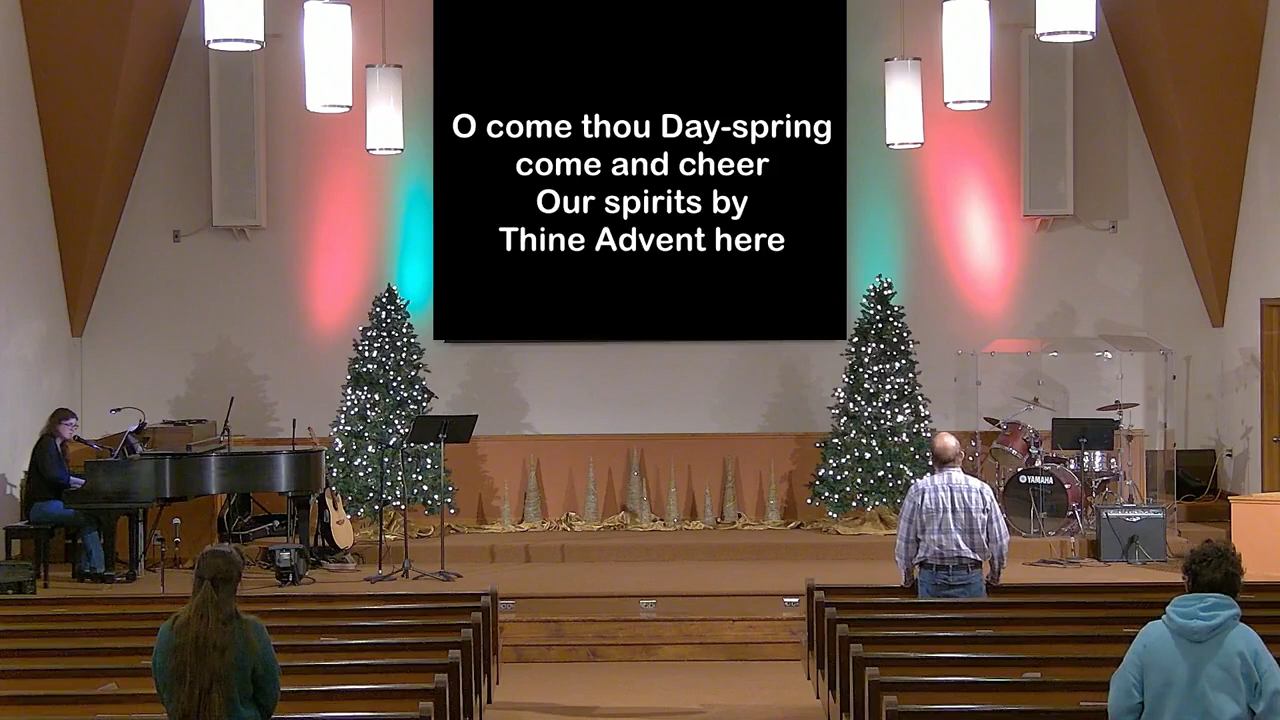 O come thou Day-spring
come and cheer
Our spirits by
Thine Advent here
YAMAHA